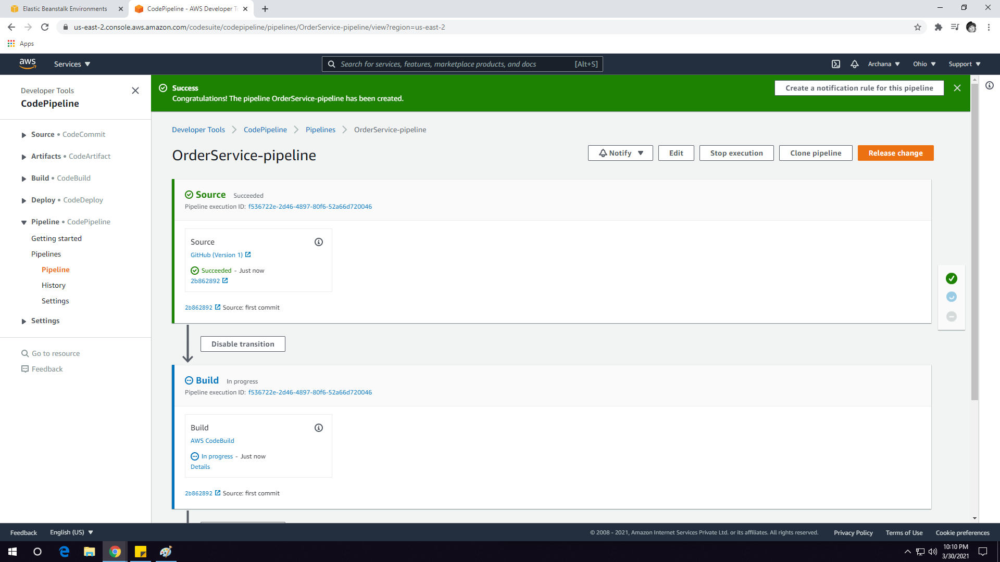 Elastic Beanstalk Environments
CodePipeline - AWS Developer To
us-east-2.console.aws.amazon.com/codesuite/codepipeline/pipelines/OrderService-pipeline/view?region=us-east-2
Apps
aws
Services
Search for services, features, marketplace products, and docs
[Alt+S]
Archana
Ohio
Support
Developer Tools
CodePipeline
Source • CodeCommit
Artifacts • CodeArtifact
Build • CodeBuild
Deploy • CodeDeploy
Pipeline • CodePipeline
Getting started
Pipelines
Pipeline
History
Settings
Settings
Go to resource
Feedback
Success
Congratulations! The pipeline OrderService-pipeline has been created.
Create a notification rule for this pipeline
Developer Tools
CodePipeline
Pipelines
OrderService-pipeline
OrderService-pipeline
Notify
Edit
Stop execution
Clone pipeline
Release change
Source Succeeded
Pipeline execution ID: f536722e-2d46-4897-80f6-52a66d720046
Source
GitHub (Version 1)
Succeeded - Just now
2b862892
2b862892 Source: first commit
Disable transition
Build In progress
Pipeline execution ID: f536722e-2d46-4897-80f6-52a66d720046
Build
AWS CodeBuild
In progress - Just now
Details
2b862892 Source: first commit
Feedback
English (US)
© 2008 - 2021, Amazon Internet Services Private Ltd. or its affiliates. All rights reserved.
Privacy Policy
Terms of Use
Cookie preferences
10:10 PM
3/30/2021